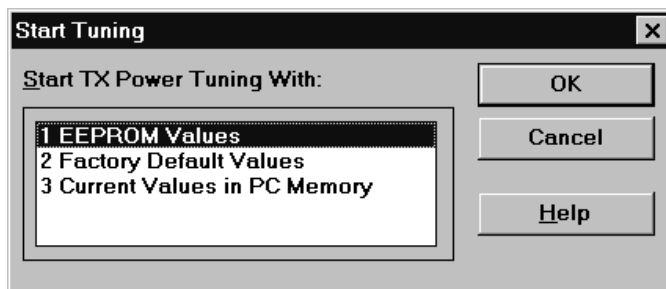 Start Tuning
Start TX Power Tuning With:
1 EEPROM Values
2 Factory Default Values
3 Current Values in PC Memory
OK
Cancel
Help